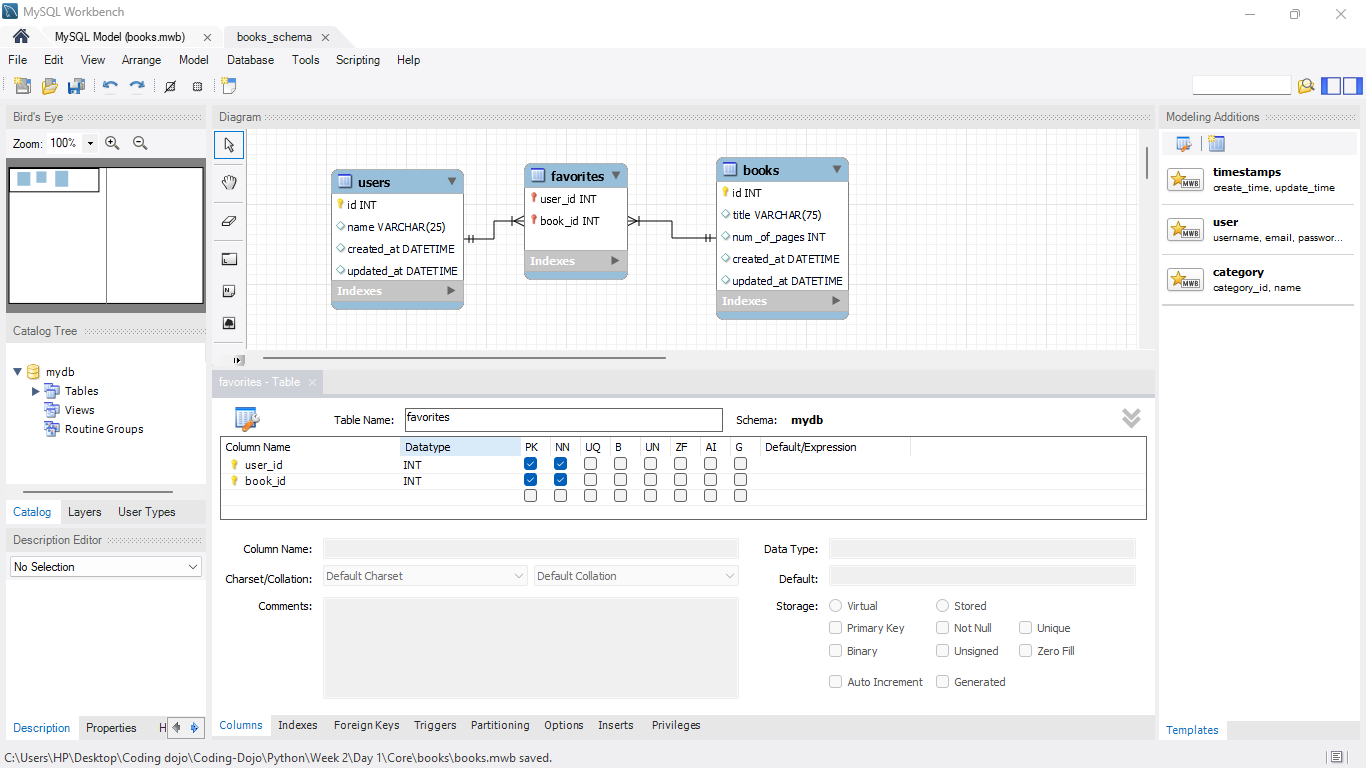 MySQL Workbench
MySQL Model (books.mwb)
books_schema
File Edit View Arrange Model Database Tools Scripting Help
Bird's Eye
Zoom: 100%
Diagram
users
id INT
name VARCHAR(25)
created_at DATETIME
updated_at DATETIME
Indexes
favorites
user_id INT
book_id INT
Indexes
books
id INT
title VARCHAR(75)
num _of_pages INT
created_at DATETIME
updated_at DATETIME
Indexes
Modeling Additions
MWB
timestamps
create_time, update_time
MWB
user
username, email, passwor...
MWB
category
category_id, name
Catalog Tree
mydb
Tables
Views
Routine Groups
Catalog Layers User Types
Description Editor
No Selection
Description Properties H
favorites - Table
Table Name: favorites Schema: mydb
Column Name Datatype PK NN UQ B UN ZF AI G Default/Expression
user_id INT
book_id INT
Column Name: Data Type:
Charset/Collation: Default Charset Default Collation Default:
Comments: Storage: Virtual Stored
Primary Key Not Null Unique
Binary Unsigned Zero Fill
Auto Increment Generated
Columns Indexes Foreign Keys Triggers Partitioning Options Inserts Privileges
Templates
C:\Users\HP\Desktop\Coding dojo\Coding-Dojo\Python\Week 2\Day 1\Core\books\books.mwb saved.